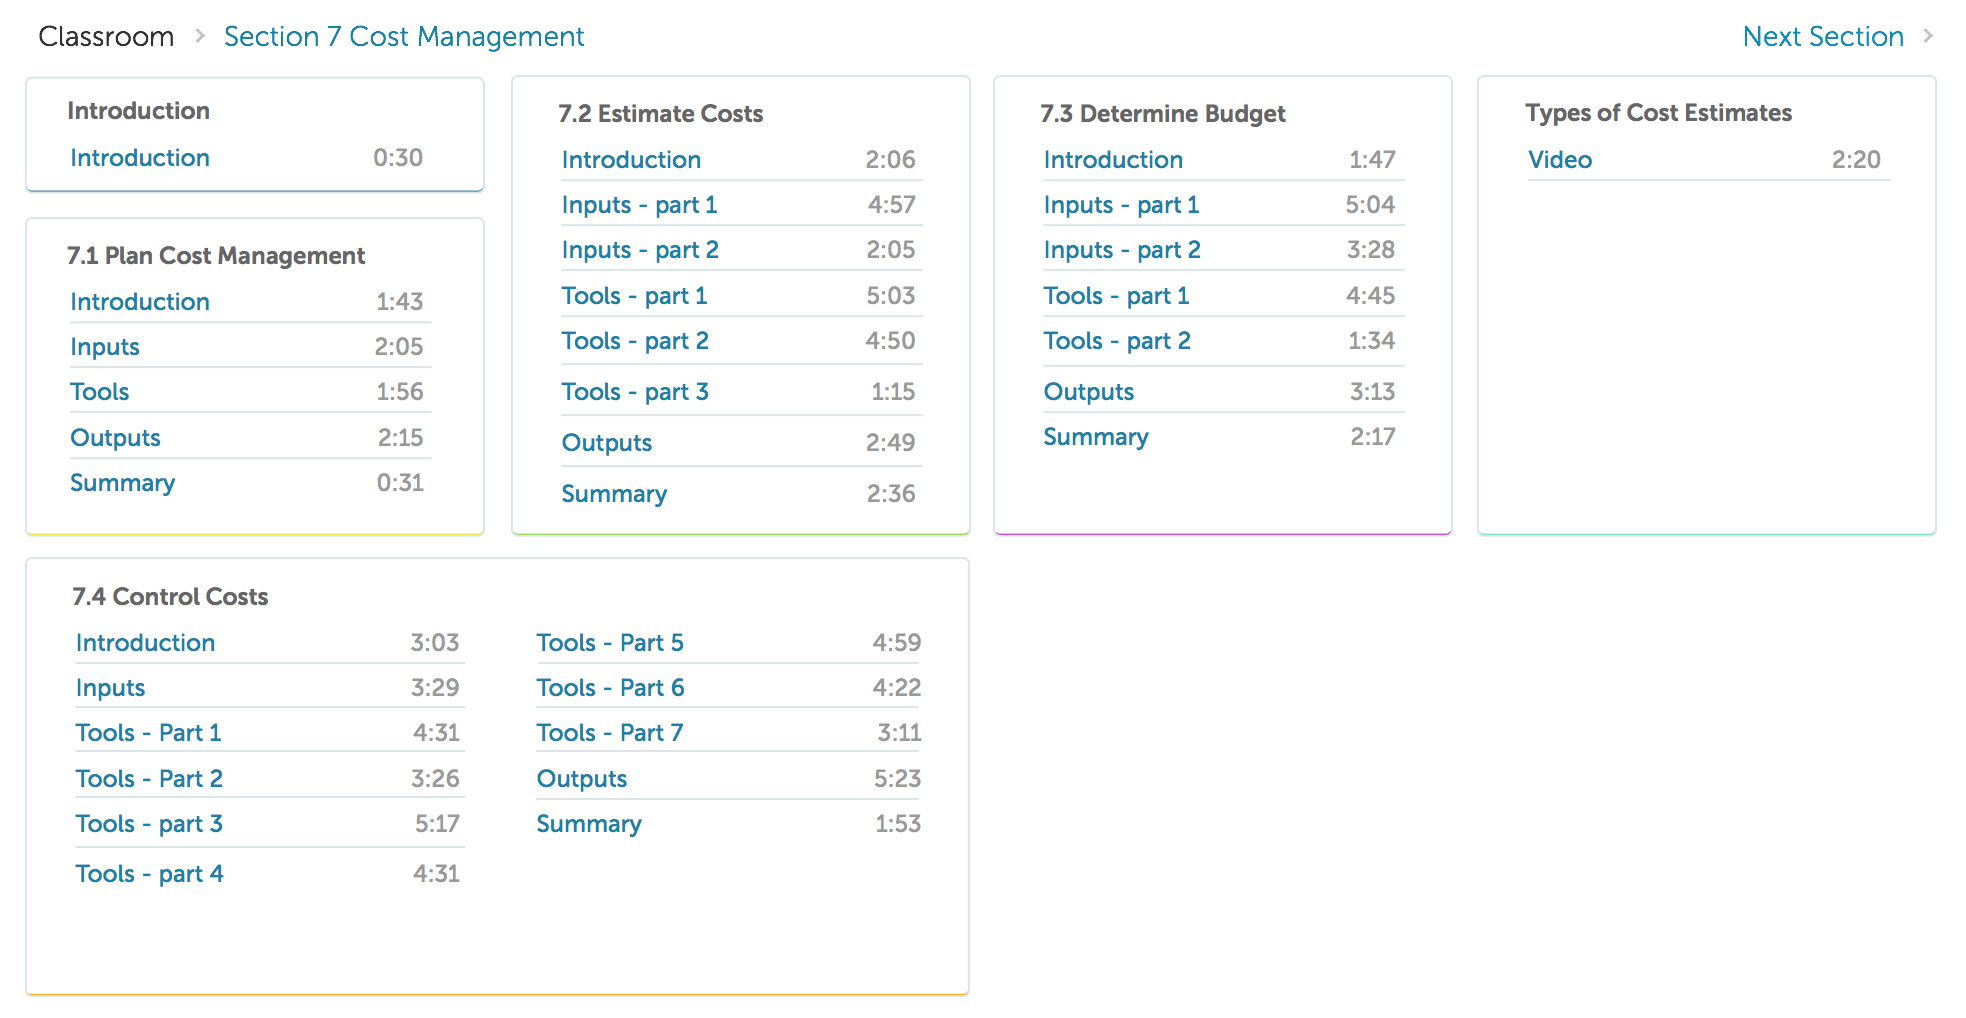 Classroom > Section 7 Cost Management
Next Section >
Introduction
Introduction 0:30
7.1 Plan Cost Management
Introduction 1:43
Inputs 2:05
Tools 1:56
Outputs 2:15
Summary 0:31
7.2 Estimate Costs
Introduction 2:06
Inputs - part 1 4:57
Inputs - part 2 2:05
Tools - part 1 5:03
Tools - part 2 4:50
Tools - part 3 1:15
Outputs 2:49
Summary 2:36
7.3 Determine Budget
Introduction 1:47
Inputs - part 1 5:04
Inputs - part 2 3:28
Tools - part 1 4:45
Tools - part 2 1:34
Outputs 3:13
Summary 2:17
Types of Cost Estimates
Video 2:20
7.4 Control Costs
Introduction 3:03
Inputs 3:29
Tools - Part 1 4:31
Tools - Part 2 3:26
Tools - part 3 5:17
Tools - part 4 4:31
Tools - Part 5 4:59
Tools - Part 6 4:22
Tools - Part 7 3:11
Outputs 5:23
Summary 1:53